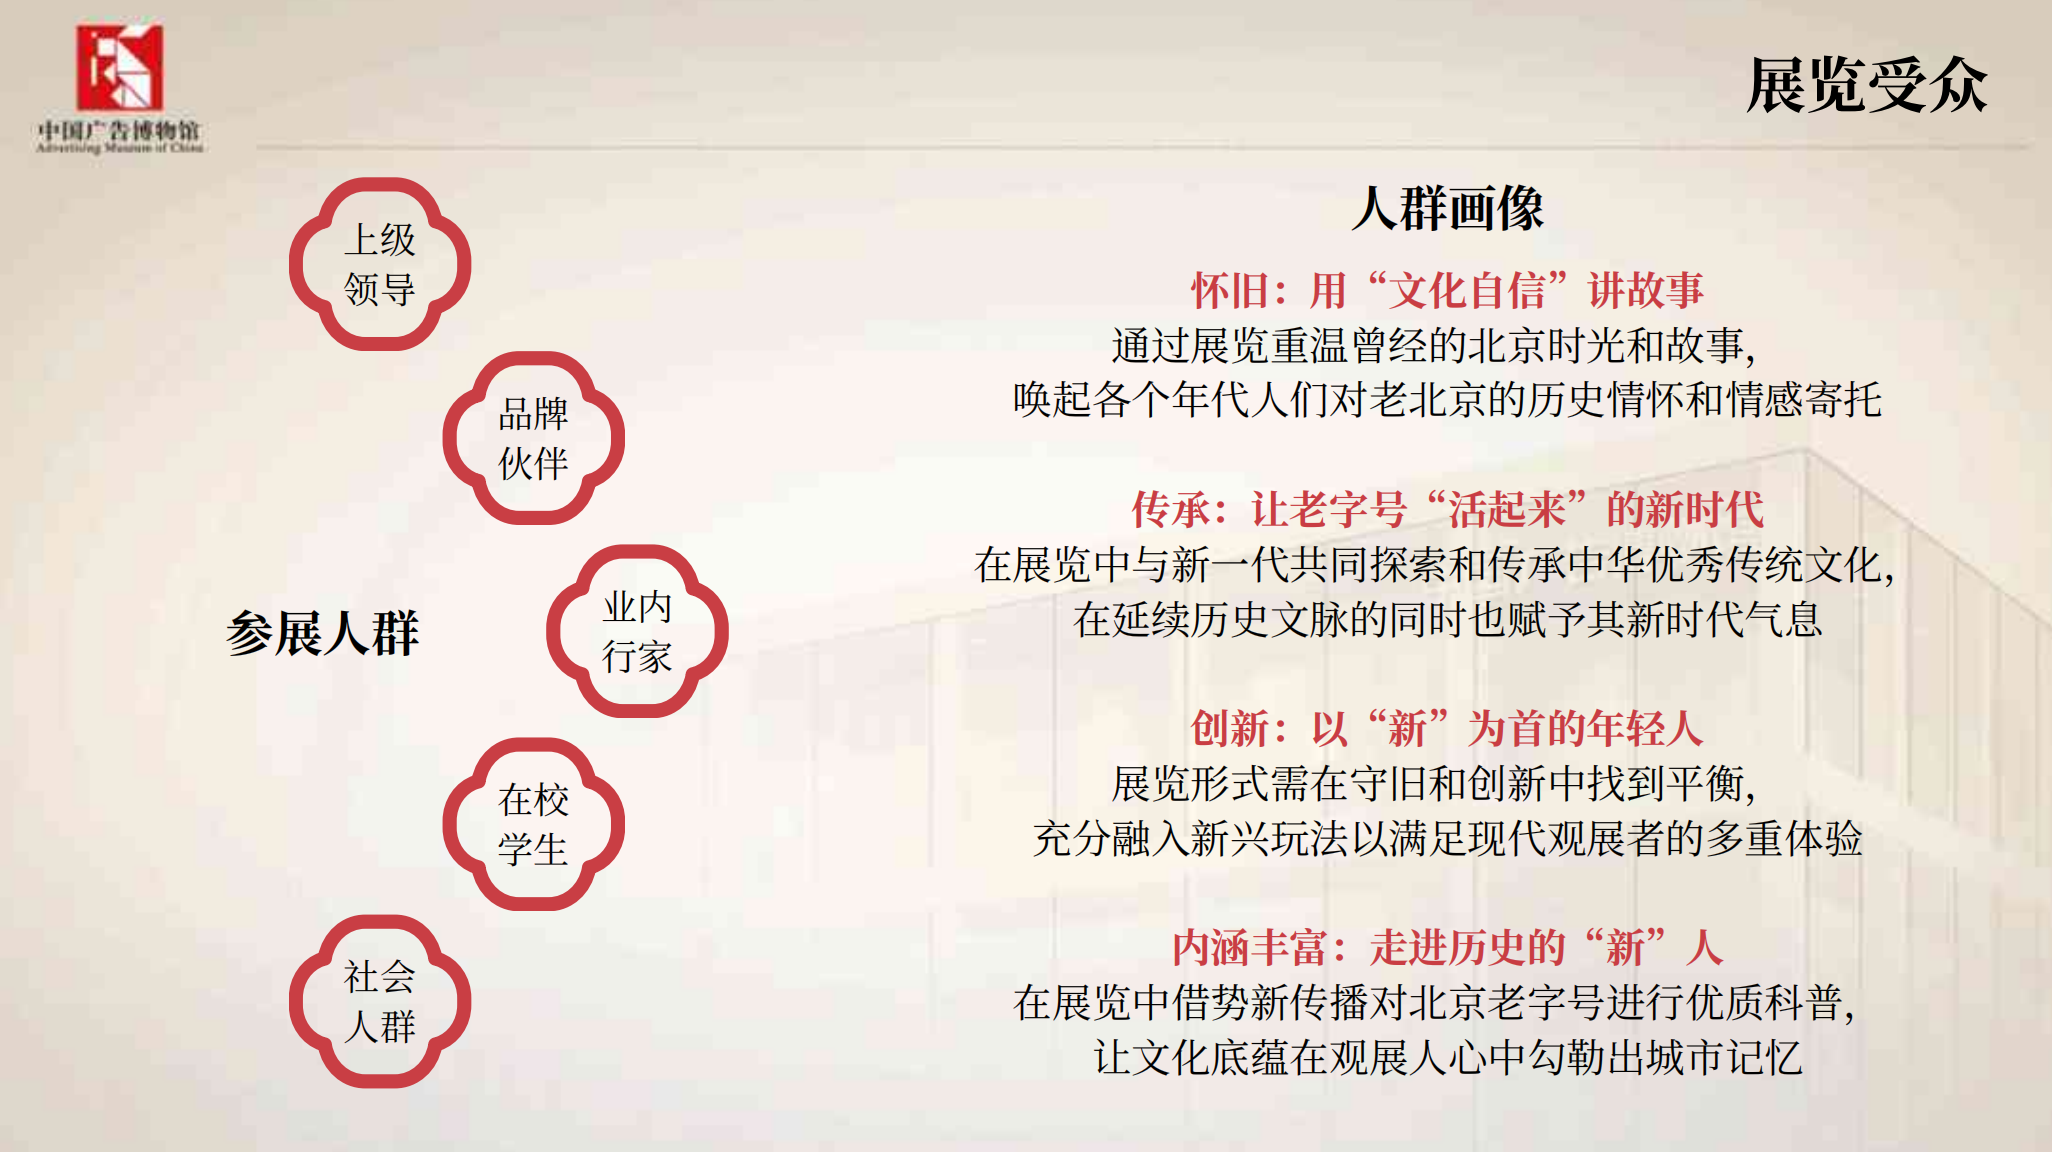 中国广告博物馆
Advertising Museum of China
展览受众
上级
领导
品牌
伙伴
参展人群
业内
行家
在校
学生
社会
人群
人群画像
怀旧：用“文化自信”讲故事
通过展览重温曾经的北京时光和故事，
唤起各个年代人们对老北京的历史情怀和情感寄托
传承：让老字号“活起来”的新时代
在展览中与新一代共同探索和传承中华优秀传统文化，
在延续历史文脉的同时也赋予其新时代气息
创新：以“新”为首的年轻人
展览形式需在守旧和创新中找到平衡，
充分融入新兴玩法以满足现代观展者的多重体验
内涵丰富：走进历史的“新”人
在展览中借势新传播对北京老字号进行优质科普，
让文化底蕴在观展人心中勾勒出城市记忆